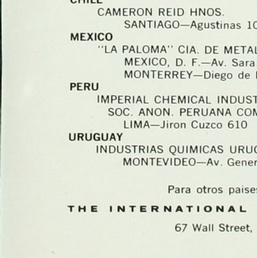 CHILE
CAMERON REID HNOS.
SANTIAGO—Agustinas 10
MEXICO
"LA PALOMA" CIA. DE METAL
MEXICO, D. F.—Av. Sara
MONTERREY—Diego de
PERU
IMPERIAL CHEMICAL INDUST
SOC. ANON. PERUANA COM
LIMA—Jiron Cuzco 610
URUGUAY
INDUSTRIAS QUIMICAS URUG
MONTEVIDEO—Av. Gener
Para otros paises
THE INTERNATIONAL
67 Wall Street,